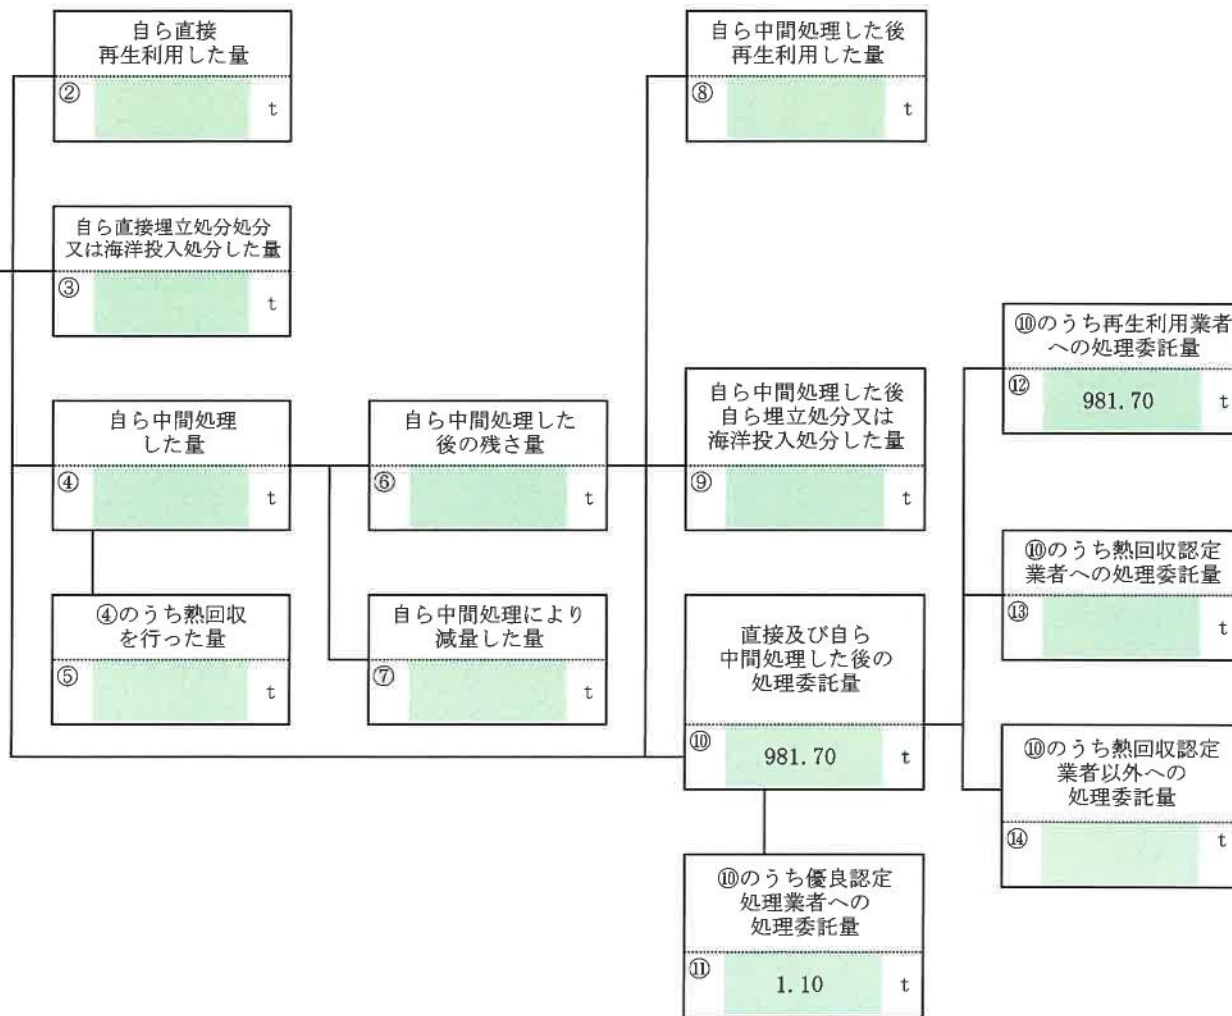 自ら直接
再生利用した量
② t
自ら中間処理した後
再生利用した量
⑧ t
自ら直接埋立処分処分
又は海洋投入処分した量
③ t
⑩のうち再生利用業者
への処理委託量
⑫ 981.70 t
自ら中間処理
した量
④ t
自ら中間処理した
後の残さ量
⑥ t
自ら中間処理した後
自ら埋立処分又は
海洋投入処分した量
⑨ t
⑩のうち熱回収認定
業者への処理委託量
⑬ t
④のうち熱回収
を行った量
⑤ t
自ら中間処理により
減量した量
⑦ t
直接及び自ら
中間処理した後の
処理委託量
⑩ 981.70 t
⑩のうち熱回収認定
業者以外への
処理委託量
⑭ t
⑩のうち優良認定
処理業者への
処理委託量
⑪ 1.10 t